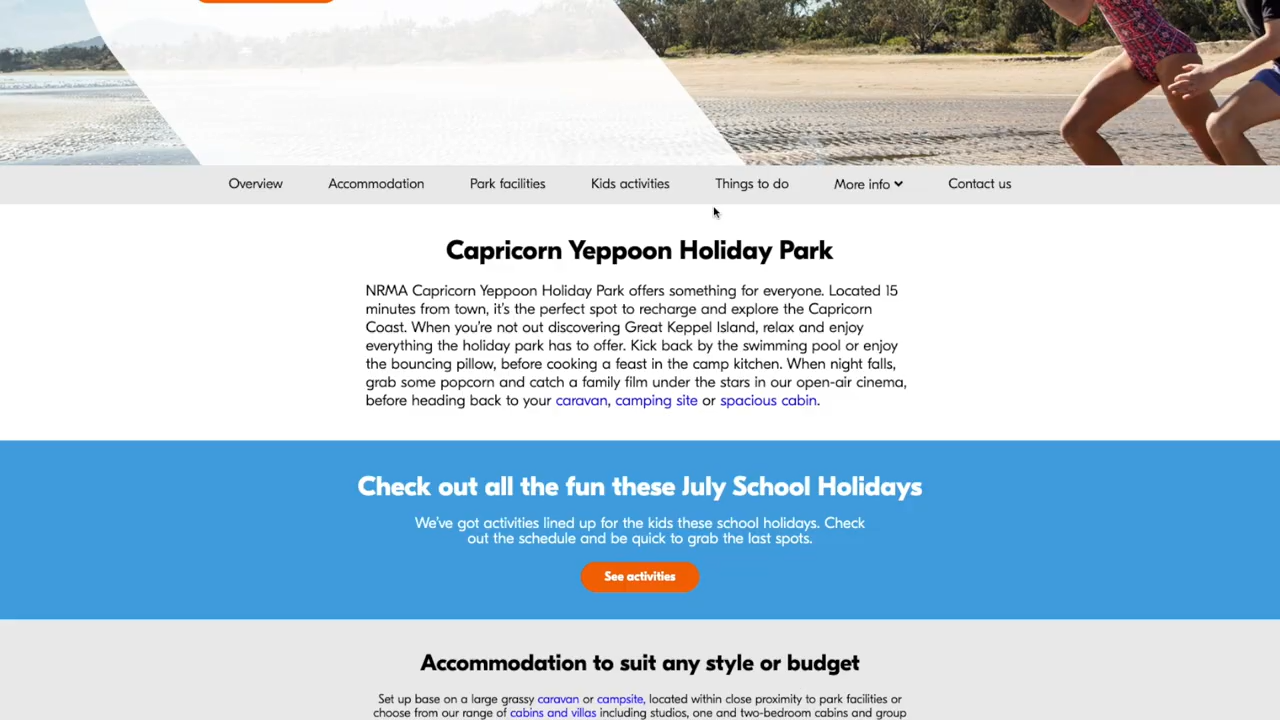 Overview Accommodation Park facilities Kids activities Things to do More info Contact us
Capricorn Yeppoon Holiday Park
NRMA Capricorn Yeppoon Holiday Park offers something for everyone. Located 15
minutes from town, it's the perfect spot to recharge and explore the Capricorn
Coast. When you're not out discovering Great Keppel Island, relax and enjoy
everything the holiday park has to offer. Kick back by the swimming pool or enjoy
the bouncing pillow, before cooking a feast in the camp kitchen. When night falls,
grab some popcorn and catch a family film under the stars in our open-air cinema,
before heading back to your caravan, camping site or spacious cabin.
Check out all the fun these July School Holidays
We've got activities lined up for the kids these school holidays. Check
out the schedule and be quick to grab the last spots.
See activities
Accommodation to suit any style or budget
Set up base on a large grassy caravan or campsite, located within close proximity to park facilities or
choose from our range of cabins and villas including studios, one and two-bedroom cabins and group